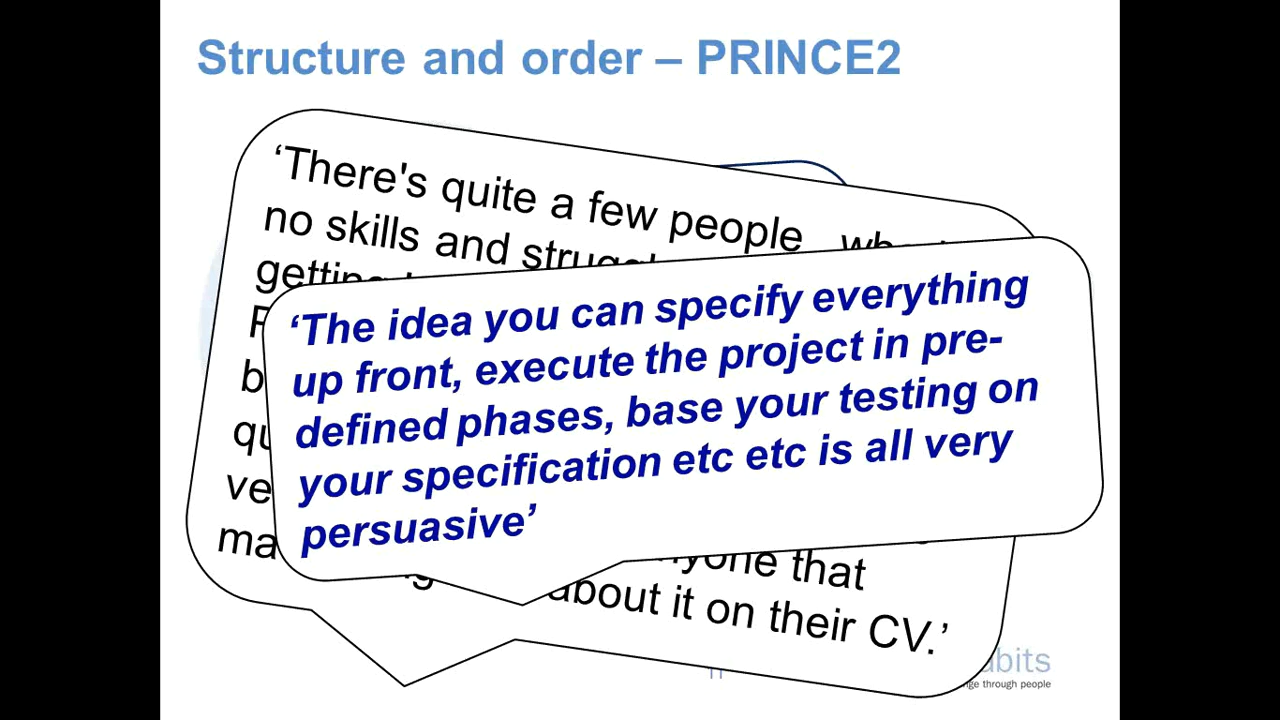 Structure and order – PRINCE2
‘There's quite a few people
no skills and
getting
‘The idea you can specify everything
up front, execute the project in pre-
defined phases, base your testing on
your specification etc etc is all very
persuasive’
that
about it on their CV.’
through people